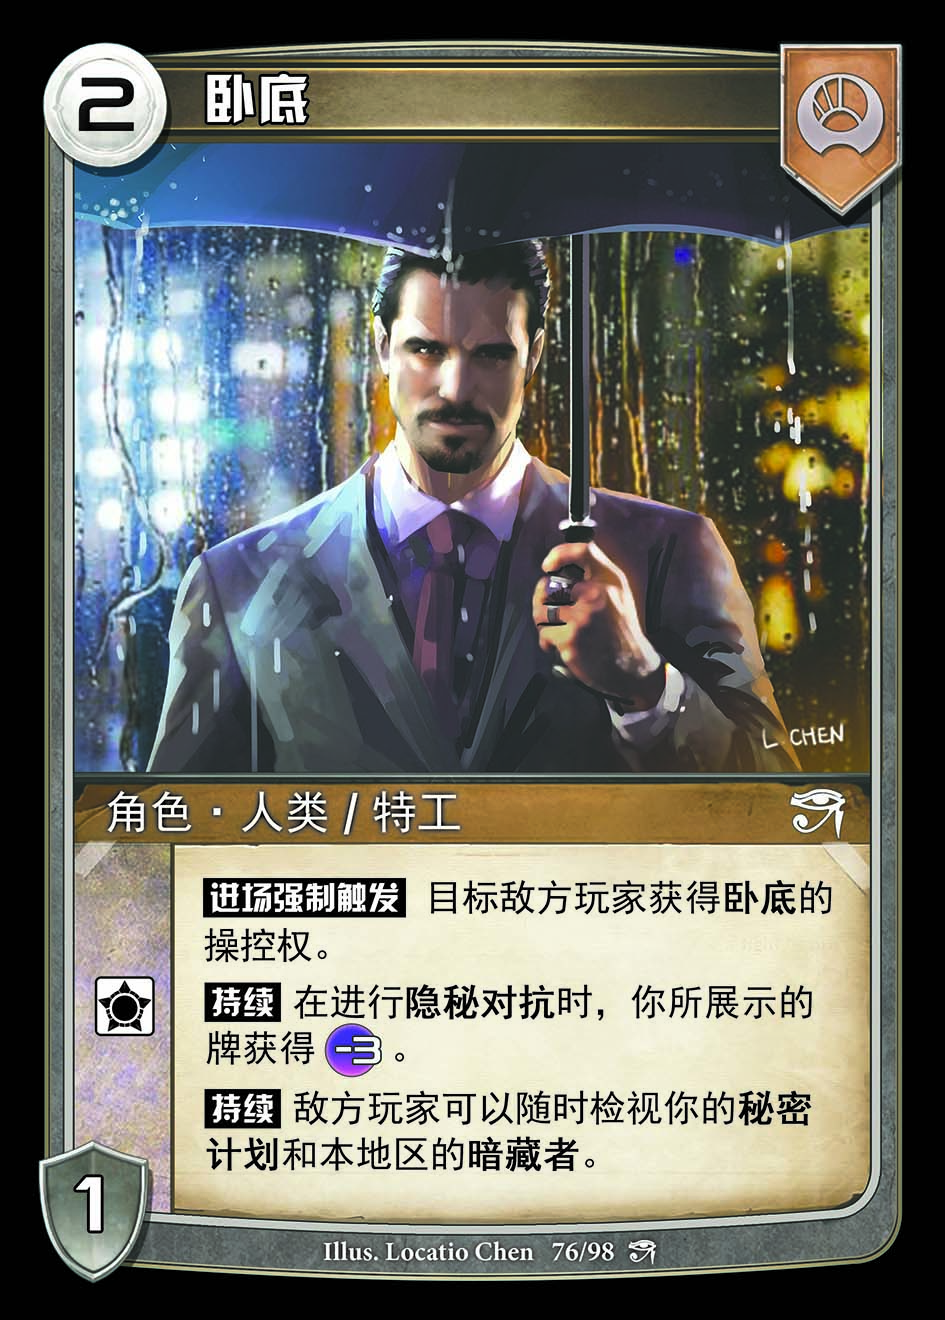 2
卧底
L. CHEN
角色·人类 / 特工
进场强制触发 目标敌方玩家获得卧底的
操控权。
持续 在进行隐秘对抗时，你所展示的
牌获得 -3 。
持续 敌方玩家可以随时检视你的秘密
计划和本地区的暗藏者。
1
Illus. Locatio Chen 76/98